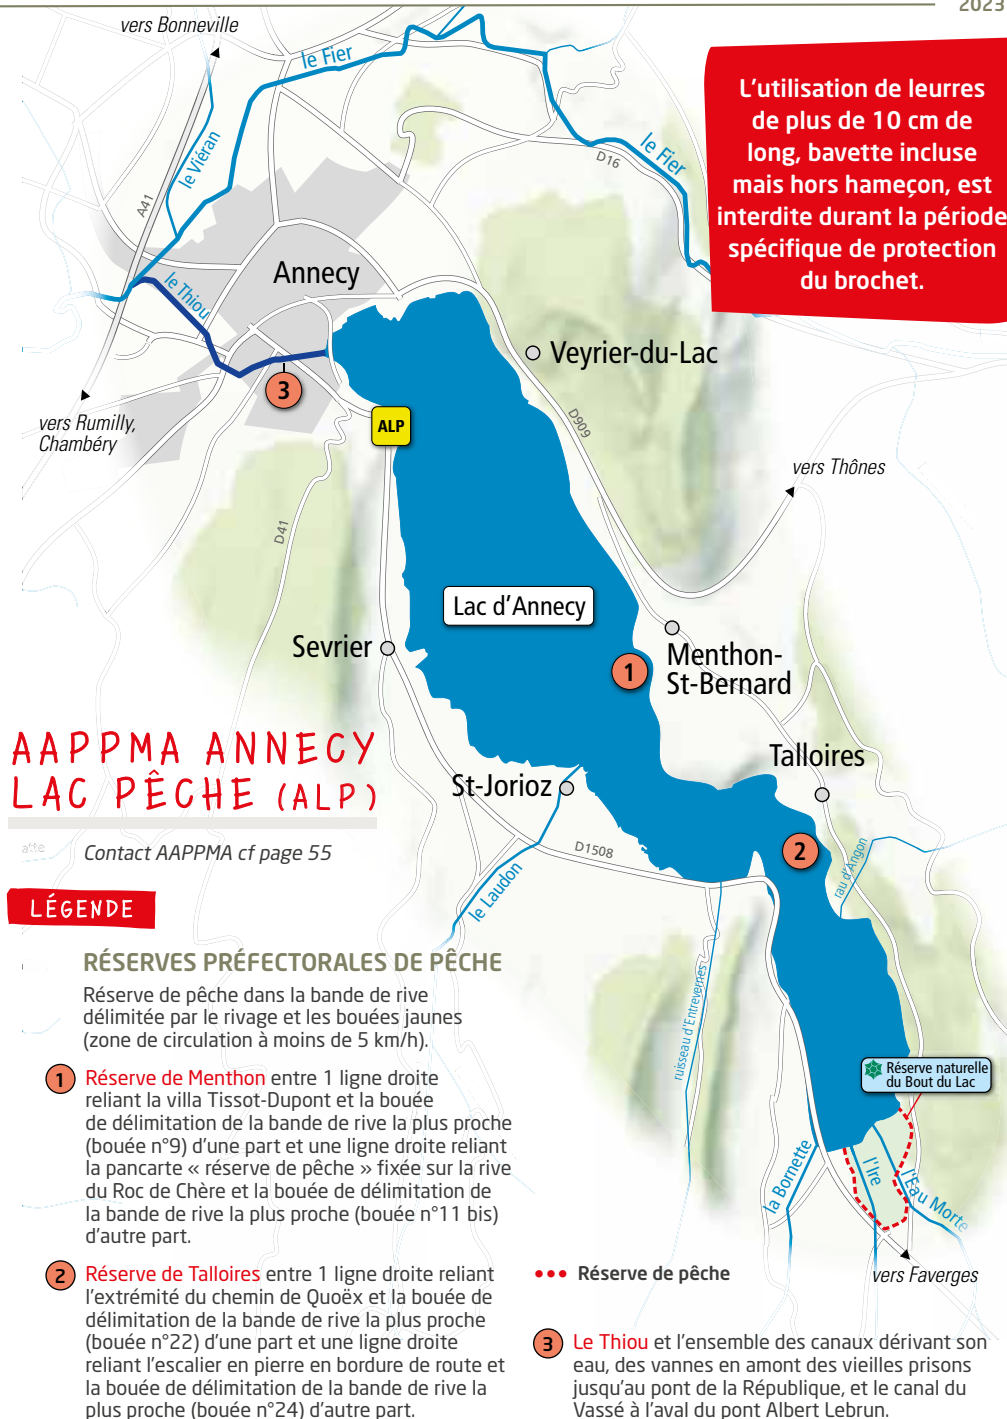 2023
vers Bonneville
le Fier
le Viéran
A41
le Thiou
Annecy
3
vers Rumilly,
Chambéry
D41
ALP
D16
le Fier
L'utilisation de leurres
de plus de 10 cm de
long, bavette incluse
mais hors hameçon, est
interdite durant la période
spécifique de protection
du brochet.
Veyrier-du-Lac
D909
vers Thônes
Lac d'Annecy
Sevrier
1
Menthon-
St-Bernard
Talloires
St-Jorioz
2
D1508
rau d'Angon
le Laudon
ruisseau d'Entrevernes
Réserve naturelle
du Bout du Lac
la Bornette
l'Ire
l'Eau Morte
vers Faverges
AAPPMA ANNECY
LAC PÊCHE (ALP)
Contact AAPPMA cf page 55
LÉGENDE
RÉSERVES PRÉFECTORALES DE PÊCHE
Réserve de pêche dans la bande de rive
délimitée par le rivage et les bouées jaunes
(zone de circulation à moins de 5 km/h).
1 Réserve de Menthon entre 1 ligne droite
reliant la villa Tissot-Dupont et la bouée
de délimitation de la bande de rive la plus proche
(bouée n°9) d'une part et une ligne droite reliant
la pancarte « réserve de pêche » fixée sur la rive
du Roc de Chère et la bouée de délimitation de
la bande de rive la plus proche (bouée n°11 bis)
d'autre part.
2 Réserve de Talloires entre 1 ligne droite reliant
l'extrémité du chemin de Quoëx et la bouée de
délimitation de la bande de rive la plus proche
(bouée n°22) d'une part et une ligne droite
reliant l'escalier en pierre en bordure de route et
la bouée de délimitation de la bande de rive la
plus proche (bouée n°24) d'autre part.
Réserve de pêche
3 Le Thiou et l'ensemble des canaux dérivant son
eau, des vannes en amont des vieilles prisons
jusqu'au pont de la République, et le canal du
Vassé à l'aval du pont Albert Lebrun.